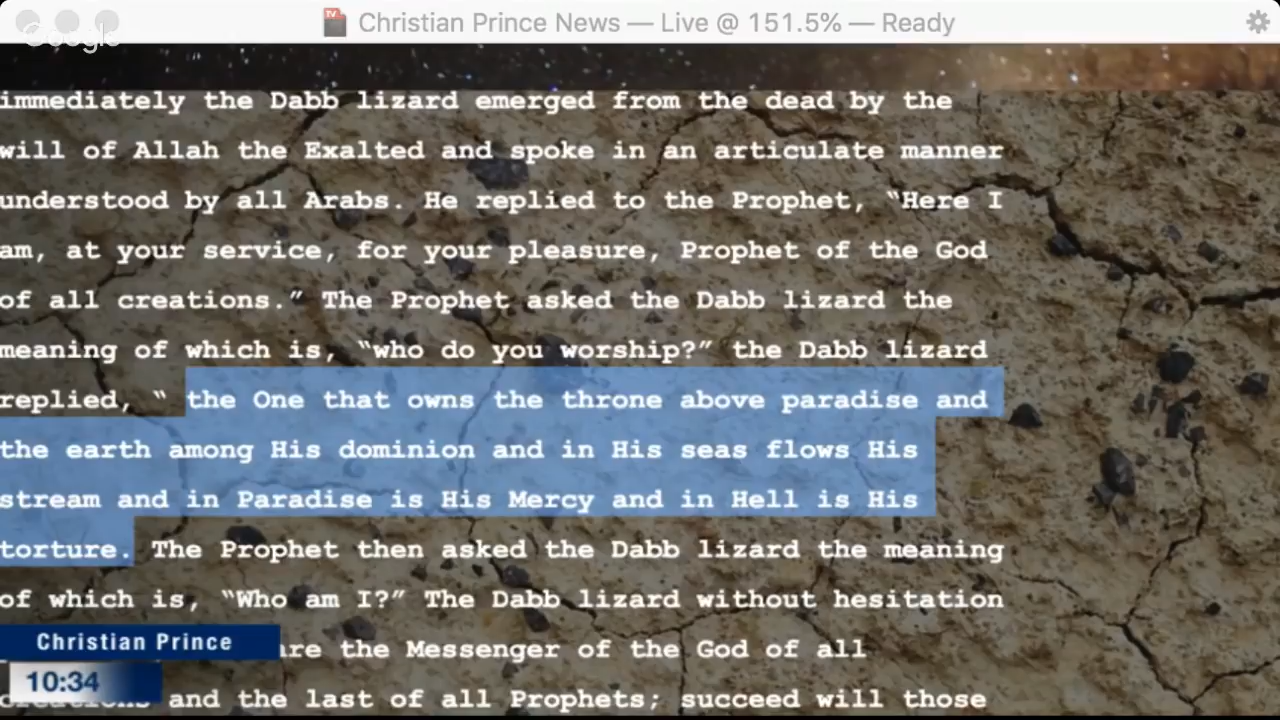 Christian Prince News — Live @ 151.5% — Ready
Google
immediately the Dabb lizard emerged from the dead by the
will of Allah the Exalted and spoke in an articulate manner
understood by all Arabs. He replied to the Prophet, “Here I
am, at your service, for your pleasure, Prophet of the God
of all creations.” The Prophet asked the Dabb lizard the
meaning of which is, “who do you worship?” the Dabb lizard
replied, “ the One that owns the throne above paradise and
the earth among His dominion and in His seas flows His
stream and in Paradise is His Mercy and in Hell is His
torture. The Prophet then asked the Dabb lizard the meaning
of which is, “Who am I?” The Dabb lizard without hesitation
Christian Prince
the Messenger of the God of all
10:34
and the last of all Prophets; succeed will those